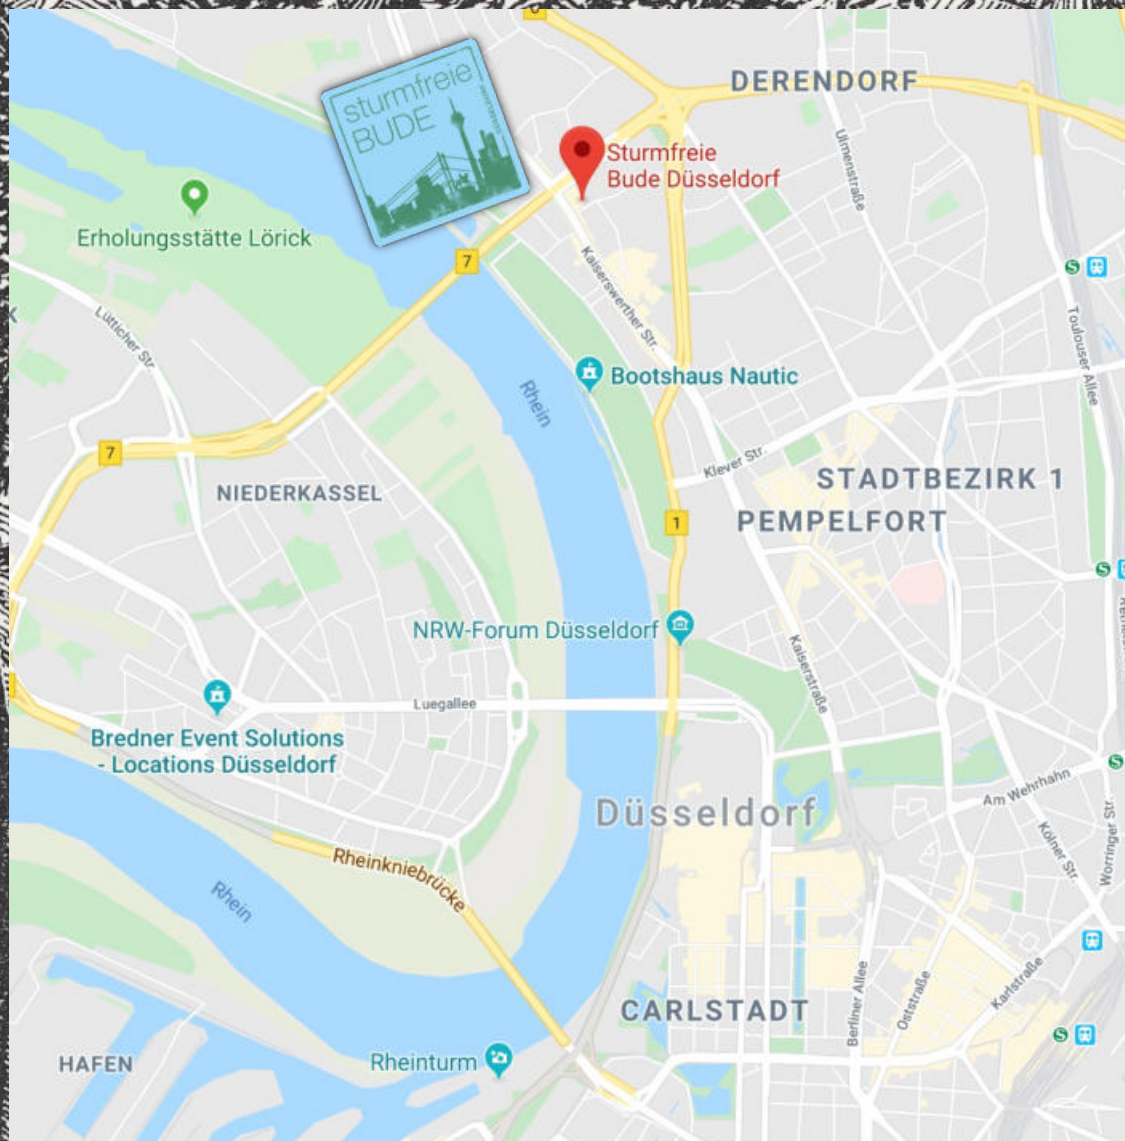 DERENDORF
sturmfreie
BUDE
Sturmfreie
Bude Düsseldorf
Ulmenstraße
Erholungsstätte Lörick
7
Kaiserswerther Str.
Lütticher Str.
Toulouser Allee
Bootshaus Nautic
Rhein
7
Klever Str.
STADTBEZIRK 1
NIEDERKASSEL
PEMPELFORT
1
NRW-Forum Düsseldorf
Kaiserstraße
Luegallee
Bredner Event Solutions
- Locations Düsseldorf
Düsseldorf
Am Wehrhahn
Kölner Str.
Worringer Str.
Rheinkniebrücke
Rhein
Karlstraße
Oststraße
Berliner Allee
CARLSTADT
HAFEN
Rheinturm
S
S
S
S